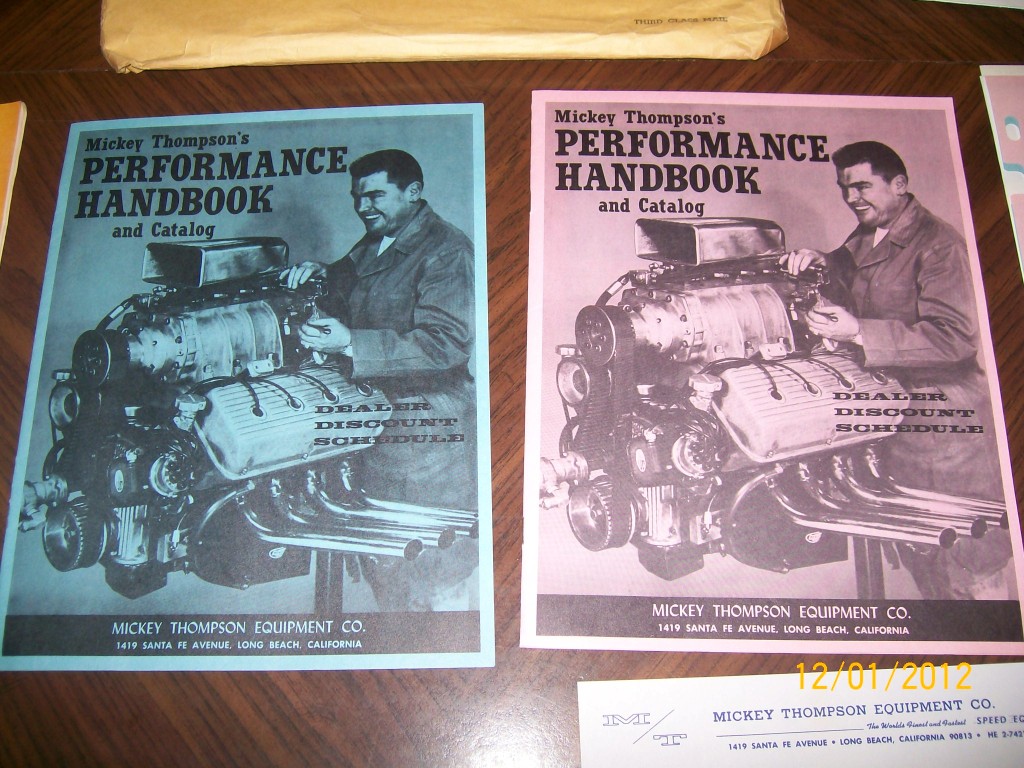 THIRD CLASS MAIL
Mickey Thompson's
PERFORMANCE
HANDBOOK
and Catalog
DEALER
DISCOUNT
SCHEDULE
MICKEY THOMPSON EQUIPMENT CO.
1419 SANTA FE AVENUE, LONG BEACH, CALIFORNIA
Mickey Thompson's
PERFORMANCE
HANDBOOK
and Catalog
DEALER
DISCOUNT
SCHEDULE
MICKEY THOMPSON EQUIPMENT CO.
1419 SANTA FE AVENUE, LONG BEACH, CALIFORNIA
12/01/2012
M/T
MICKEY THOMPSON EQUIPMENT CO.
The Worlds Finest and Fastest SPEED EQ
1419 SANTA FE AVENUE • LONG BEACH, CALIFORNIA 90813 • HE 2-742